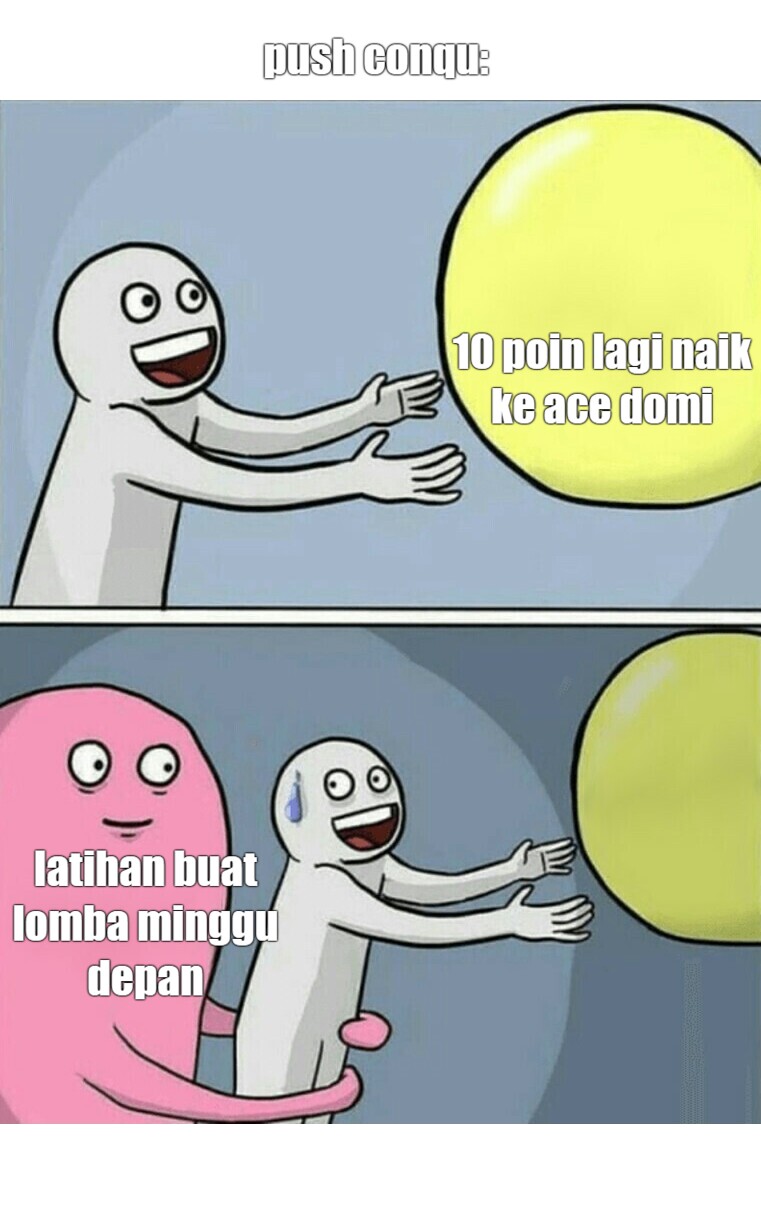 push conqu:
10 poin lagi naik
ke ace domi
latihan buat
lomba minggu
depan